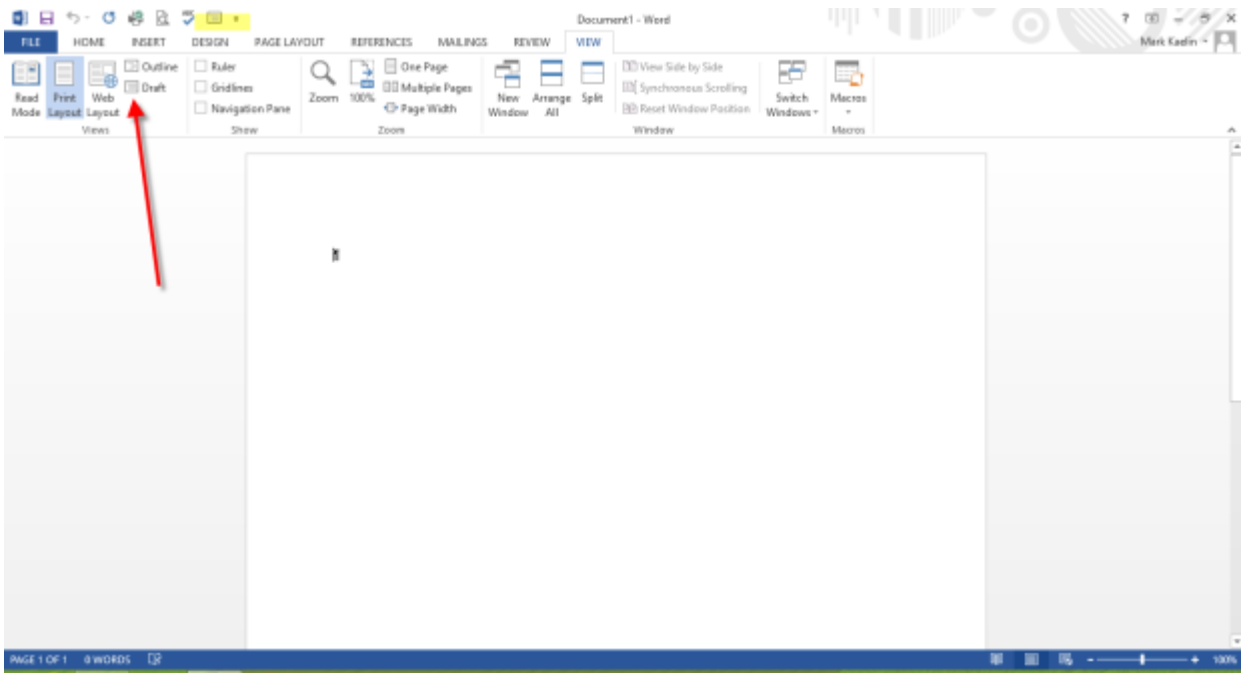 Document1 - Word
?
FILE HOME INSERT DESIGN PAGE LAYOUT REFERENCES MAILINGS REVIEW VIEW
Mark Kaelin
Read Mode
Print Layout
Web Layout
Outline
Draft
Views
Ruler
Gridlines
Navigation Pane
Show
Zoom
100%
One Page
Multiple Pages
Page Width
Zoom
New Window
Arrange All
Split
View Side by Side
Synchronous Scrolling
Reset Window Position
Switch Windows
Window
Macros
Macros
PAGE 1 OF 1 0 WORDS
- + 100%